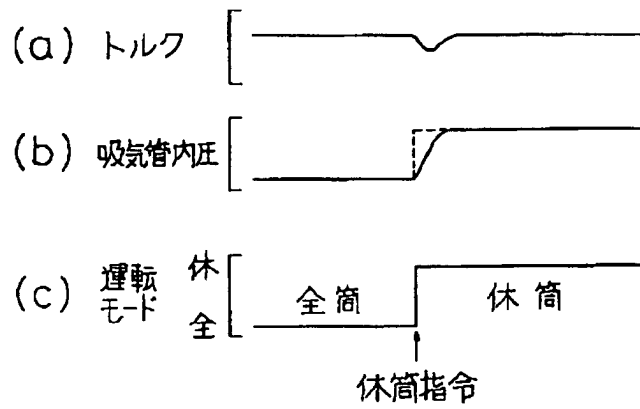 (a) トルク
(b) 吸気管内圧
(c) 運転モード
休
全
全筒
休筒
休筒指令